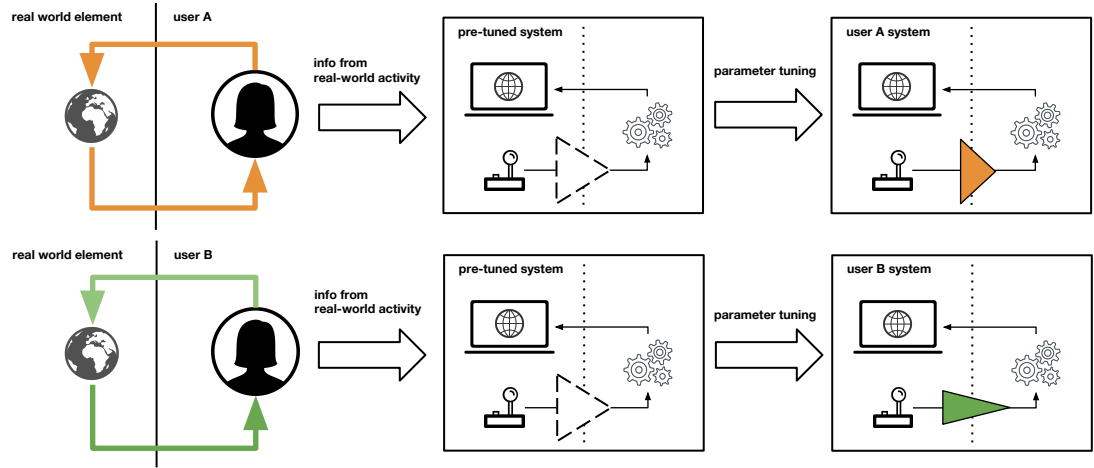 real world element
user A
info from
real-world activity
pre-tuned system
parameter tuning
user A system
real world element
user B
info from
real-world activity
pre-tuned system
parameter tuning
user B system